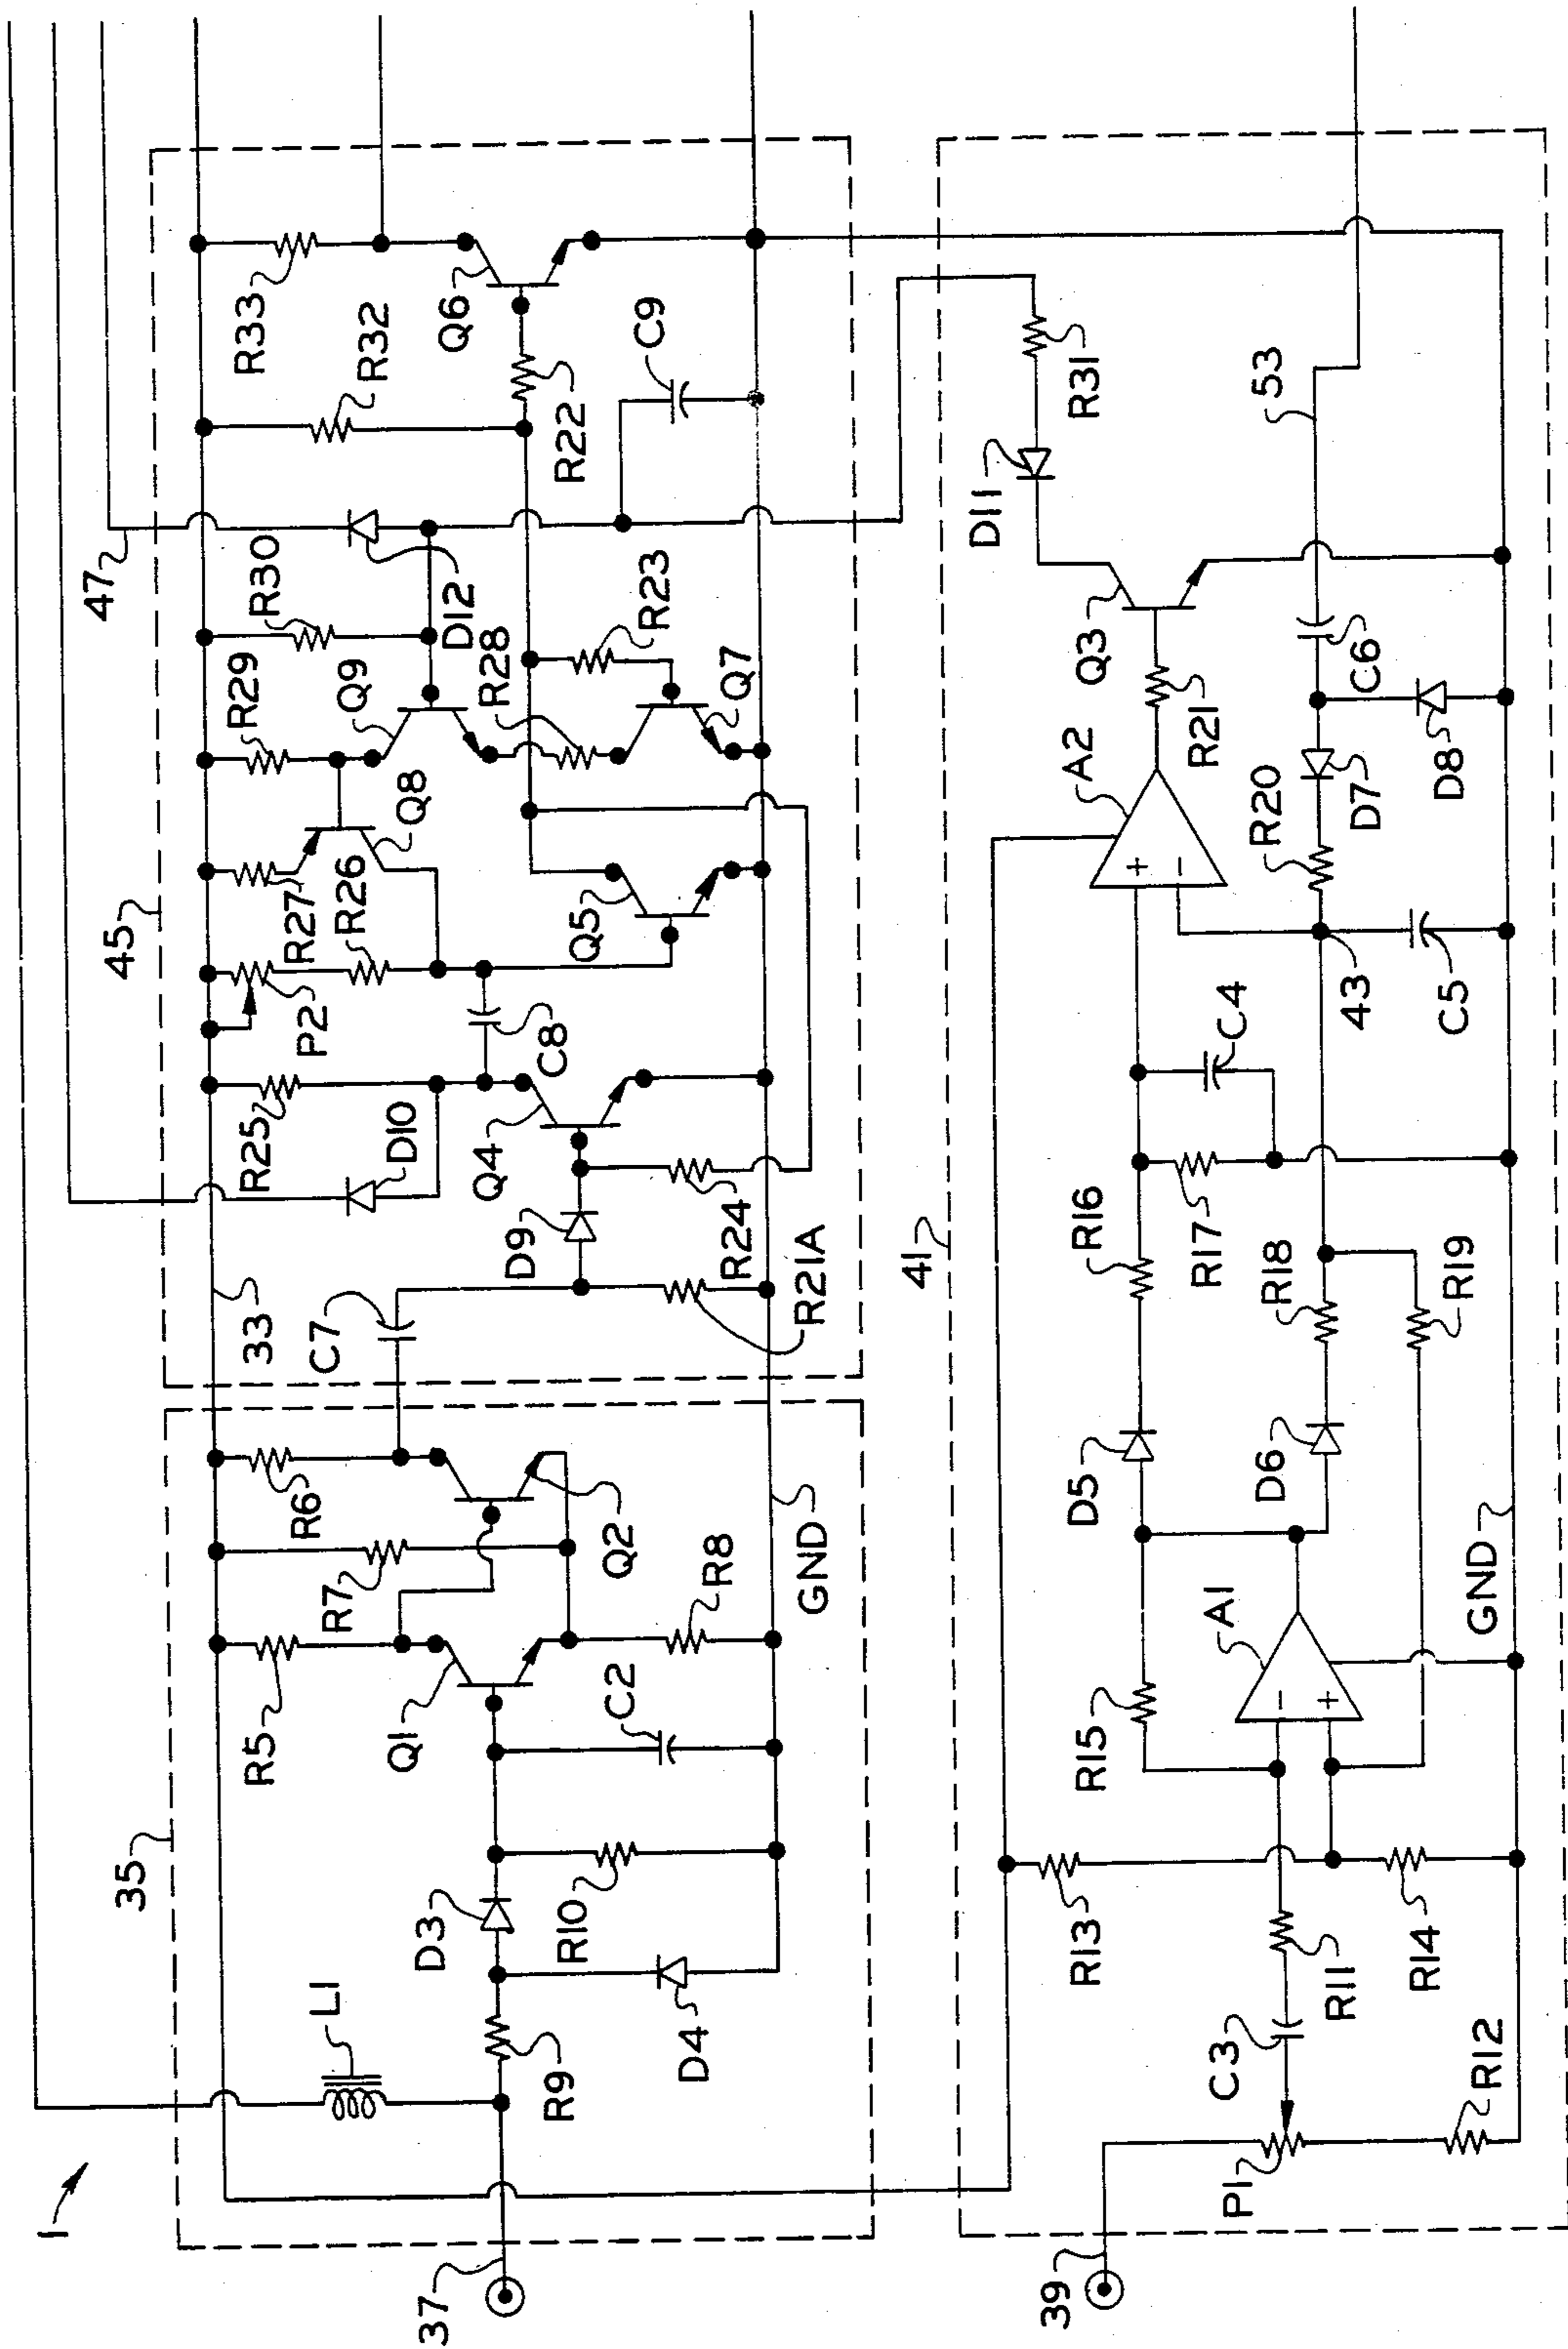 1
37
35
L1
R9
D3
D4
R10
R5
Q1
C2
R7
R6
Q2
R8
GND
45
33
C7
D9
R21A
R24
R25
D10
Q4
C8
P2
R26
R27
Q5
Q8
R29
Q9
R28
Q7
R23
R30
D12
47
R22
R32
R33
Q6
C9
39
41
P1
C3
R12
R11
R13
R14
R15
A1
-
+
GND
D5
D6
R16
R17
R18
R19
C4
43
C5
A2
+
-
R20
R21
D7
D8
Q3
C6
D11
R31
53